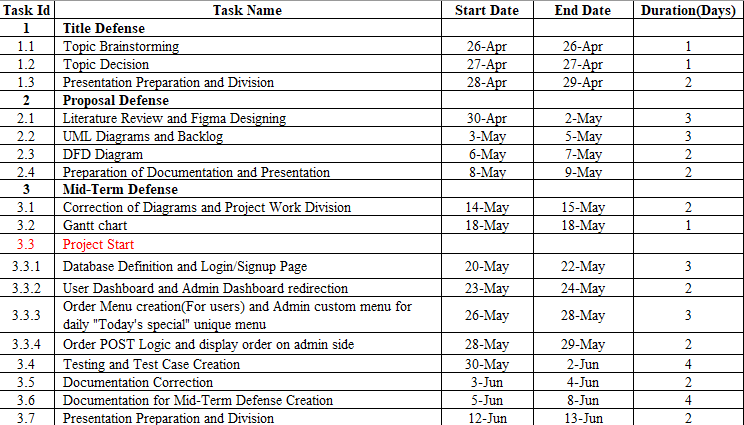 Task Id Task Name Start Date End Date Duration(Days)
1 Title Defense
1.1 Topic Brainstorming 26-Apr 26-Apr 1
1.2 Topic Decision 27-Apr 27-Apr 1
1.3 Presentation Preparation and Division 28-Apr 29-Apr 2
2 Proposal Defense
2.1 Literature Review and Figma Designing 30-Apr 2-May 3
2.2 UML Diagrams and Backlog 3-May 5-May 3
2.3 DFD Diagram 6-May 7-May 2
2.4 Preparation of Documentation and Presentation 8-May 9-May 2
3 Mid-Term Defense
3.1 Correction of Diagrams and Project Work Division 14-May 15-May 2
3.2 Gantt chart 18-May 18-May 1
3.3 Project Start
3.3.1 Database Definition and Login/Signup Page 20-May 22-May 3
3.3.2 User Dashboard and Admin Dashboard redirection 23-May 24-May 2
3.3.3 Order Menu creation(For users) and Admin custom menu for
daily "Today's special" unique menu 26-May 28-May 3
3.3.4 Order POST Logic and display order on admin side 28-May 29-May 2
3.4 Testing and Test Case Creation 30-May 2-Jun 4
3.5 Documentation Correction 3-Jun 4-Jun 2
3.6 Documentation for Mid-Term Defense Creation 5-Jun 8-Jun 4
3.7 Presentation Preparation and Division 12-Jun 13-Jun 2